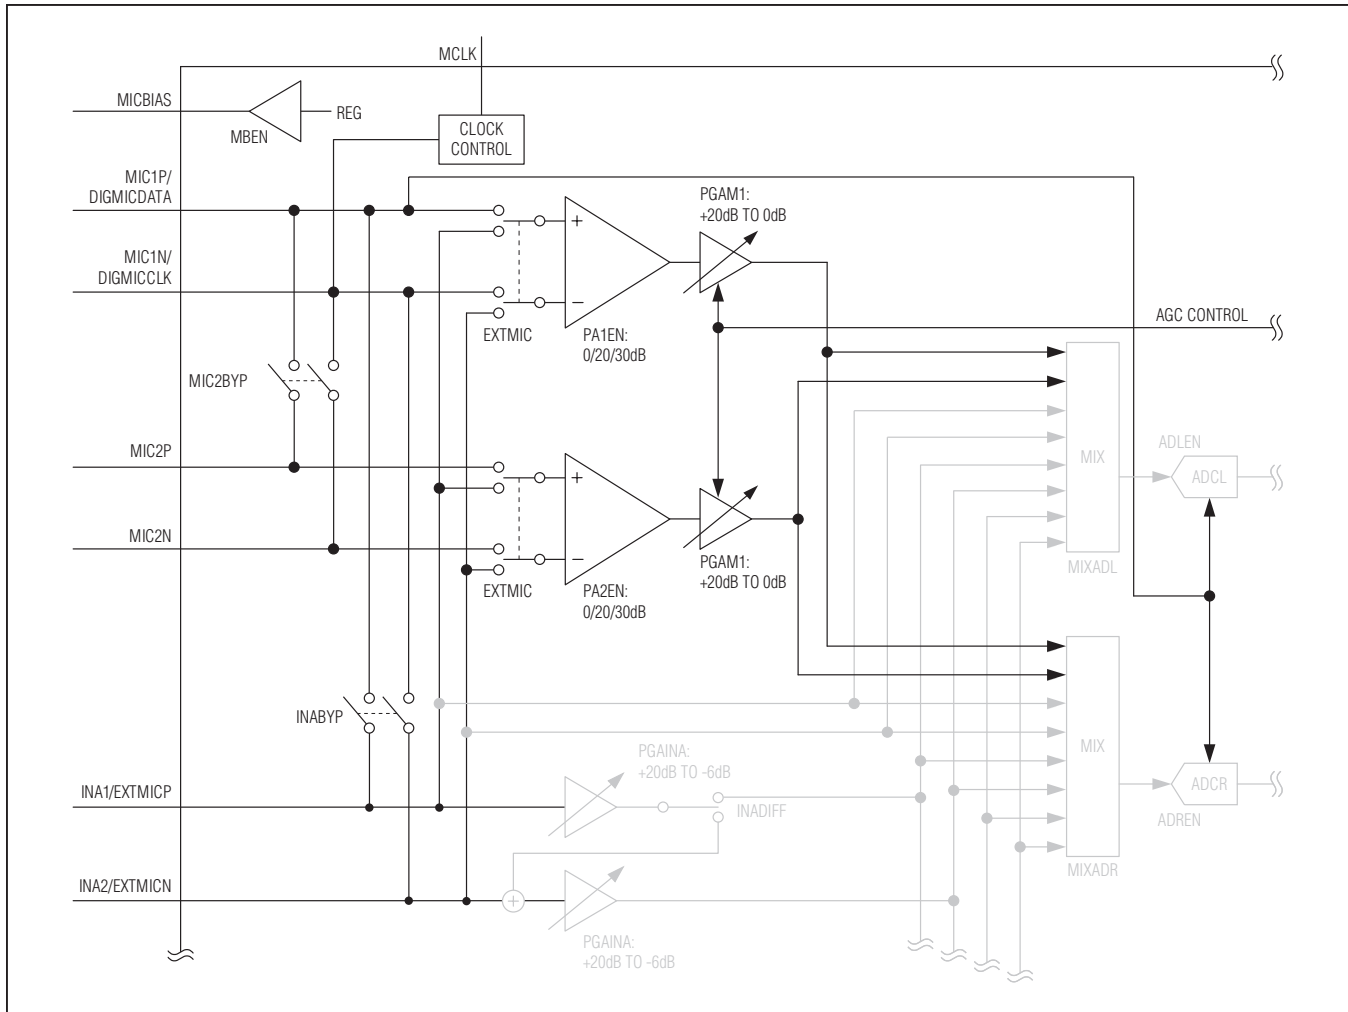 MCLK
MICBIAS
REG
MBEN
CLOCK
CONTROL
MIC1P/
DIGMICDATA
PGAM1:
+20dB TO 0dB
+
MIC1N/
DIGMICCLK
−
AGC CONTROL
EXTMIC
PA1EN:
0/20/30dB
MIC2BYP
MIC2P
+
MIX
ADLEN
ADCL
MIC2N
−
PGAM1:
+20dB TO 0dB
MIXADL
EXTMIC
PA2EN:
0/20/30dB
INABYP
PGAINA:
+20dB TO -6dB
MIX
INA1/EXTMICP
INADIFF
ADCR
ADREN
MIXADR
INA2/EXTMICN
+
PGAINA:
+20dB TO -6dB